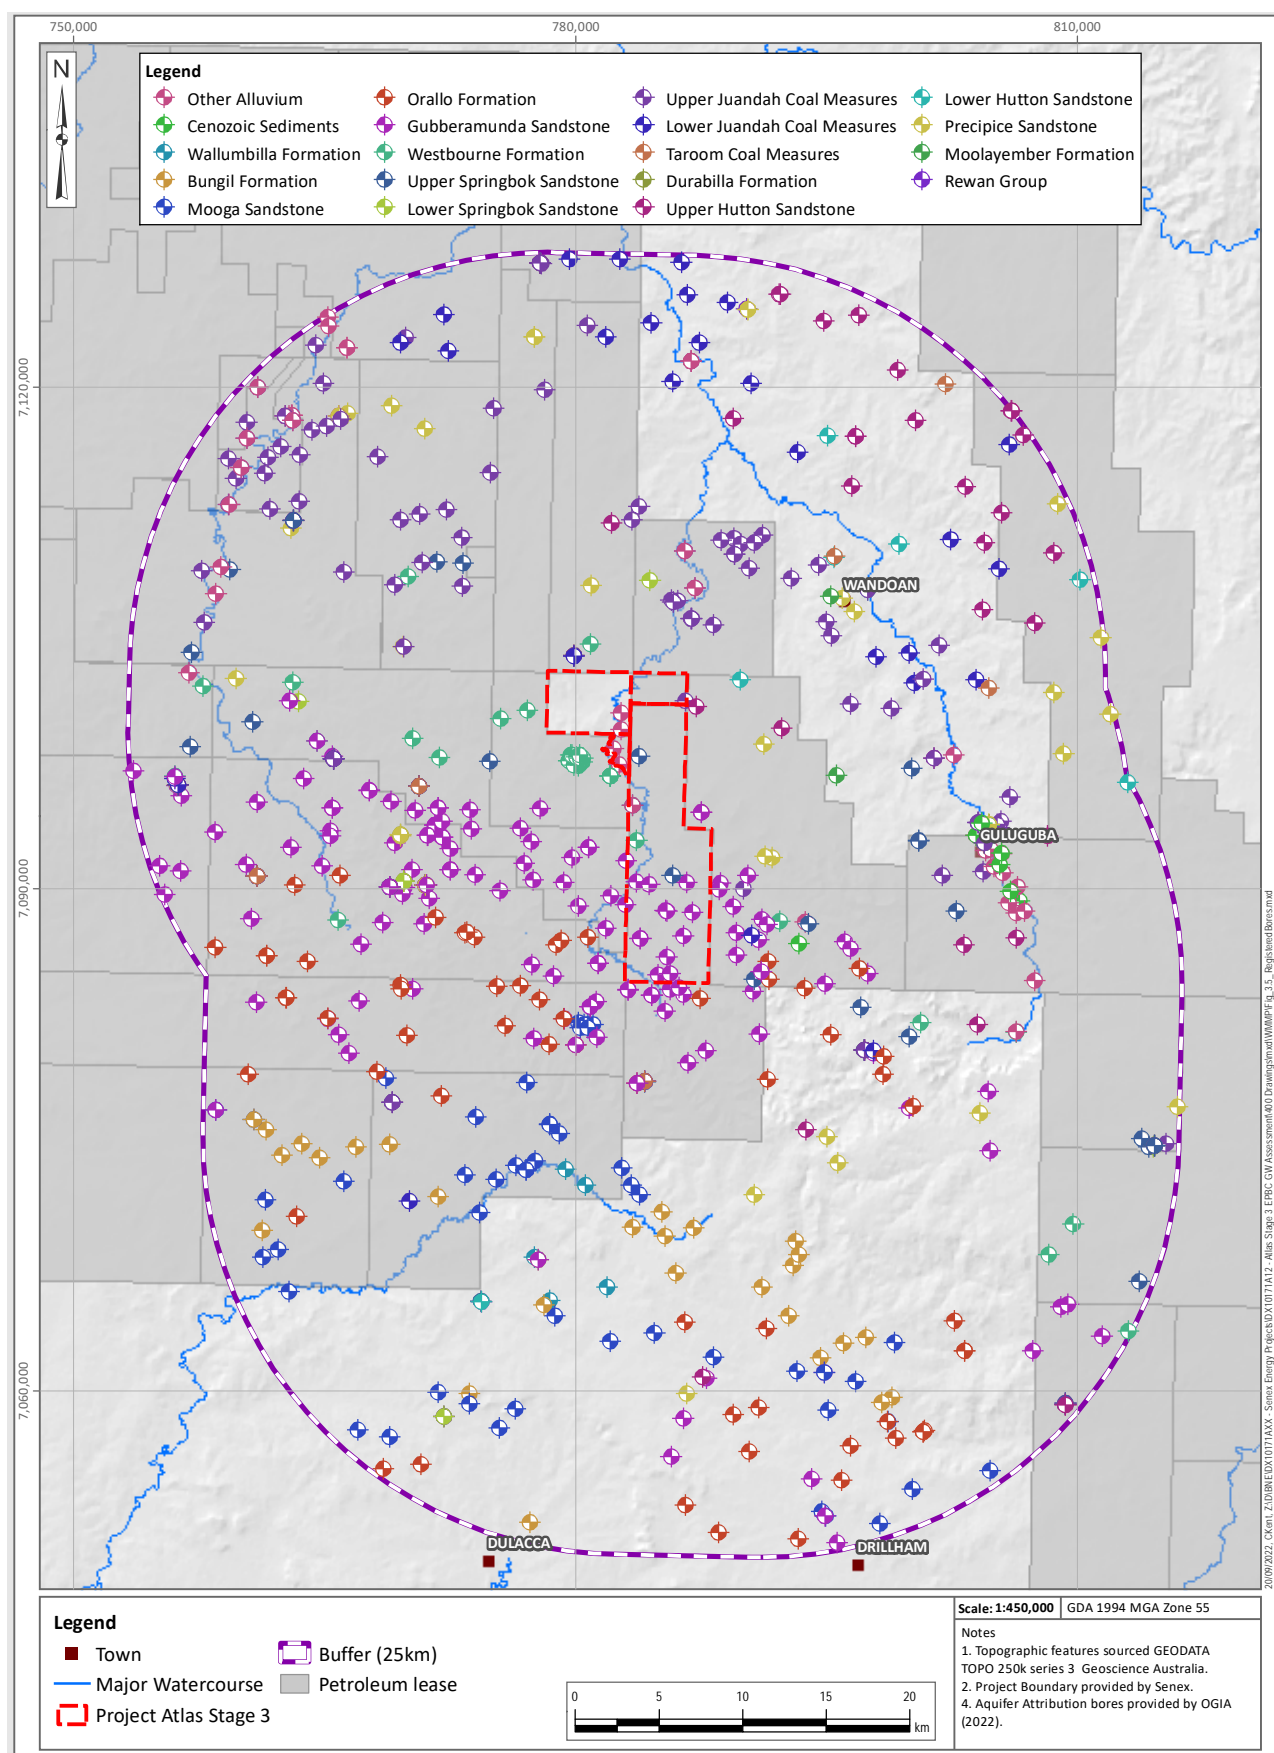 750,000
780,000
810,000
N
Legend
Other Alluvium
Cenozoic Sediments
Wallumbilla Formation
Bungil Formation
Mooga Sandstone
Orallo Formation
Gubberamunda Sandstone
Westbourne Formation
Upper Springbok Sandstone
Lower Springbok Sandstone
Upper Juandah Coal Measures
Lower Juandah Coal Measures
Taroom Coal Measures
Durabilla Formation
Upper Hutton Sandstone
Lower Hutton Sandstone
Precipice Sandstone
Moolayember Formation
Rewan Group
7,120,000
WANDOAN
GULUGUBA
7,090,000
7,060,000
DULACCA
DRILLHAM
Legend
Town
Major Watercourse
Project Atlas Stage 3
Buffer (25km)
Petroleum lease
0 5 10 15 20
km
Scale: 1:450,000 GDA 1994 MGA Zone 55
Notes
1. Topographic features sourced GEODATA
TOPO 250k series 3 Geoscience Australia.
2. Project Boundary provided by Senex.
4. Aquifer Attribution bores provided by OGIA
(2022).